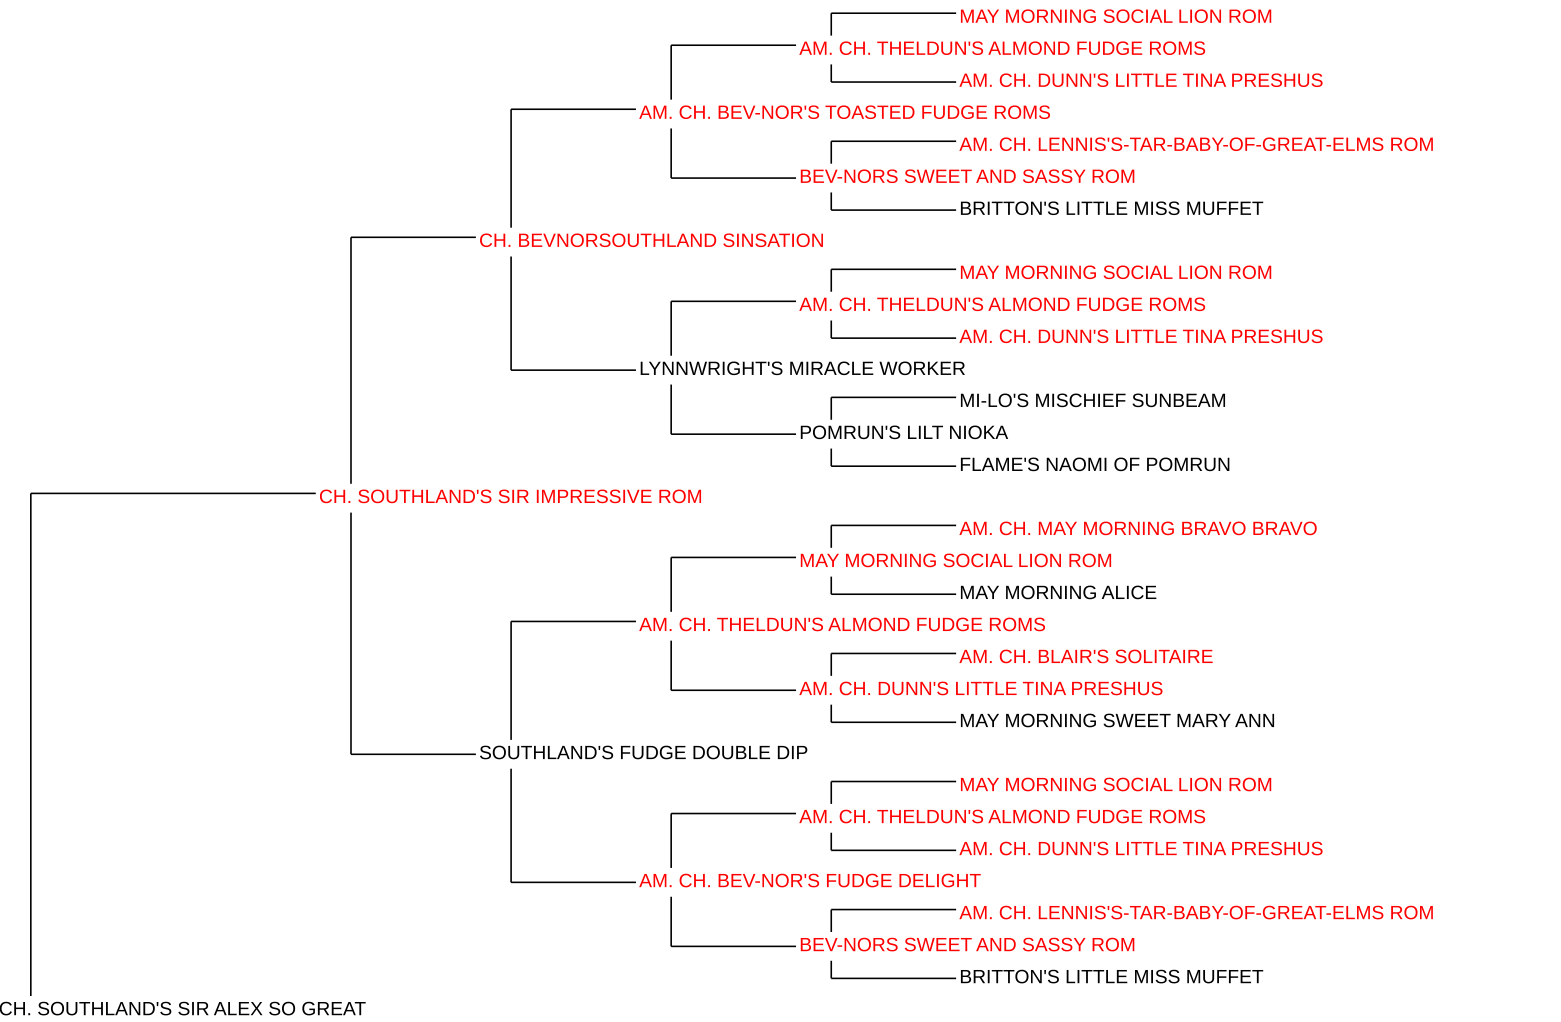 MAY MORNING SOCIAL LION ROM
AM. CH. THELDUN'S ALMOND FUDGE ROMS
AM. CH. DUNN'S LITTLE TINA PRESHUS
AM. CH. BEV-NOR'S TOASTED FUDGE ROMS
AM. CH. LENNIS'S-TAR-BABY-OF-GREAT-ELMS ROM
BEV-NORS SWEET AND SASSY ROM
BRITTON'S LITTLE MISS MUFFET
CH. BEVNORSOUTHLAND SINSATION
MAY MORNING SOCIAL LION ROM
AM. CH. THELDUN'S ALMOND FUDGE ROMS
AM. CH. DUNN'S LITTLE TINA PRESHUS
LYNNWRIGHT'S MIRACLE WORKER
MI-LO'S MISCHIEF SUNBEAM
POMRUN'S LILT NIOKA
FLAME'S NAOMI OF POMRUN
CH. SOUTHLAND'S SIR IMPRESSIVE ROM
AM. CH. MAY MORNING BRAVO BRAVO
MAY MORNING SOCIAL LION ROM
MAY MORNING ALICE
AM. CH. THELDUN'S ALMOND FUDGE ROMS
AM. CH. BLAIR'S SOLITAIRE
AM. CH. DUNN'S LITTLE TINA PRESHUS
MAY MORNING SWEET MARY ANN
SOUTHLAND'S FUDGE DOUBLE DIP
MAY MORNING SOCIAL LION ROM
AM. CH. THELDUN'S ALMOND FUDGE ROMS
AM. CH. DUNN'S LITTLE TINA PRESHUS
AM. CH. BEV-NOR'S FUDGE DELIGHT
AM. CH. LENNIS'S-TAR-BABY-OF-GREAT-ELMS ROM
BEV-NORS SWEET AND SASSY ROM
BRITTON'S LITTLE MISS MUFFET
CH. SOUTHLAND'S SIR ALEX SO GREAT